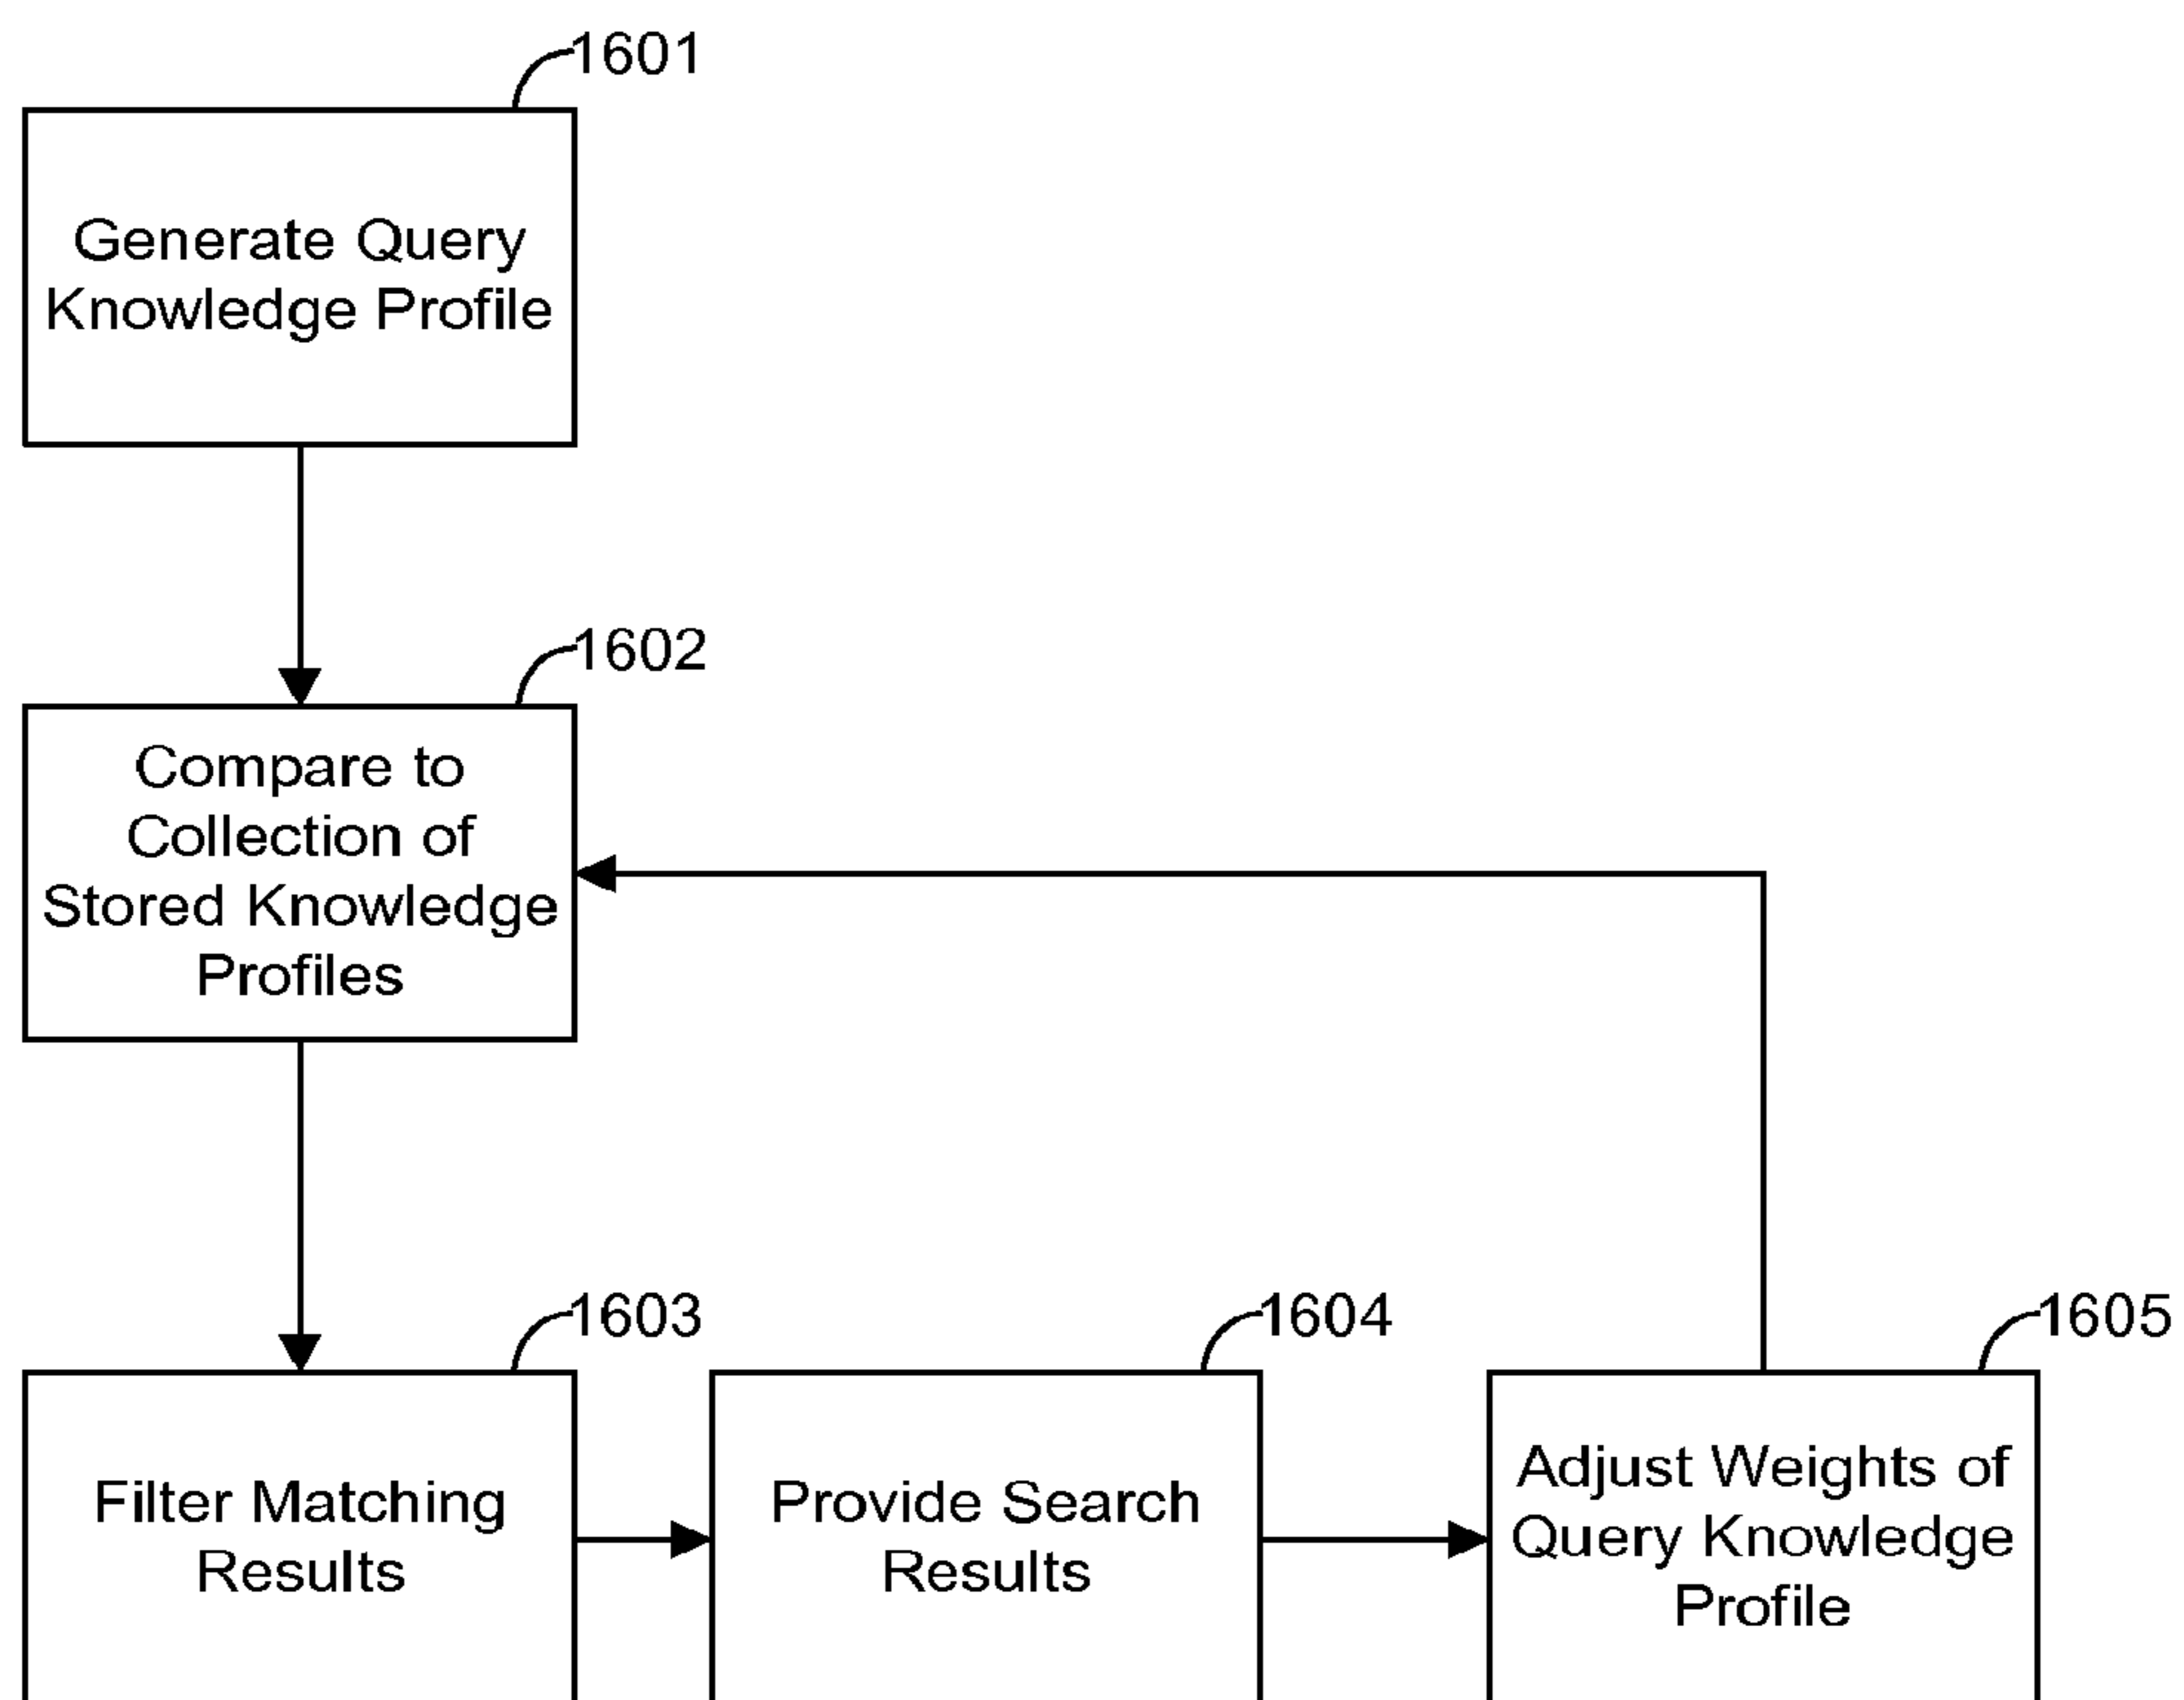 1601
Generate Query
Knowledge Profile
1602
Compare to
Collection of
Stored Knowledge
Profiles
1603
Filter Matching
Results
1604
Provide Search
Results
1605
Adjust Weights of
Query Knowledge
Profile